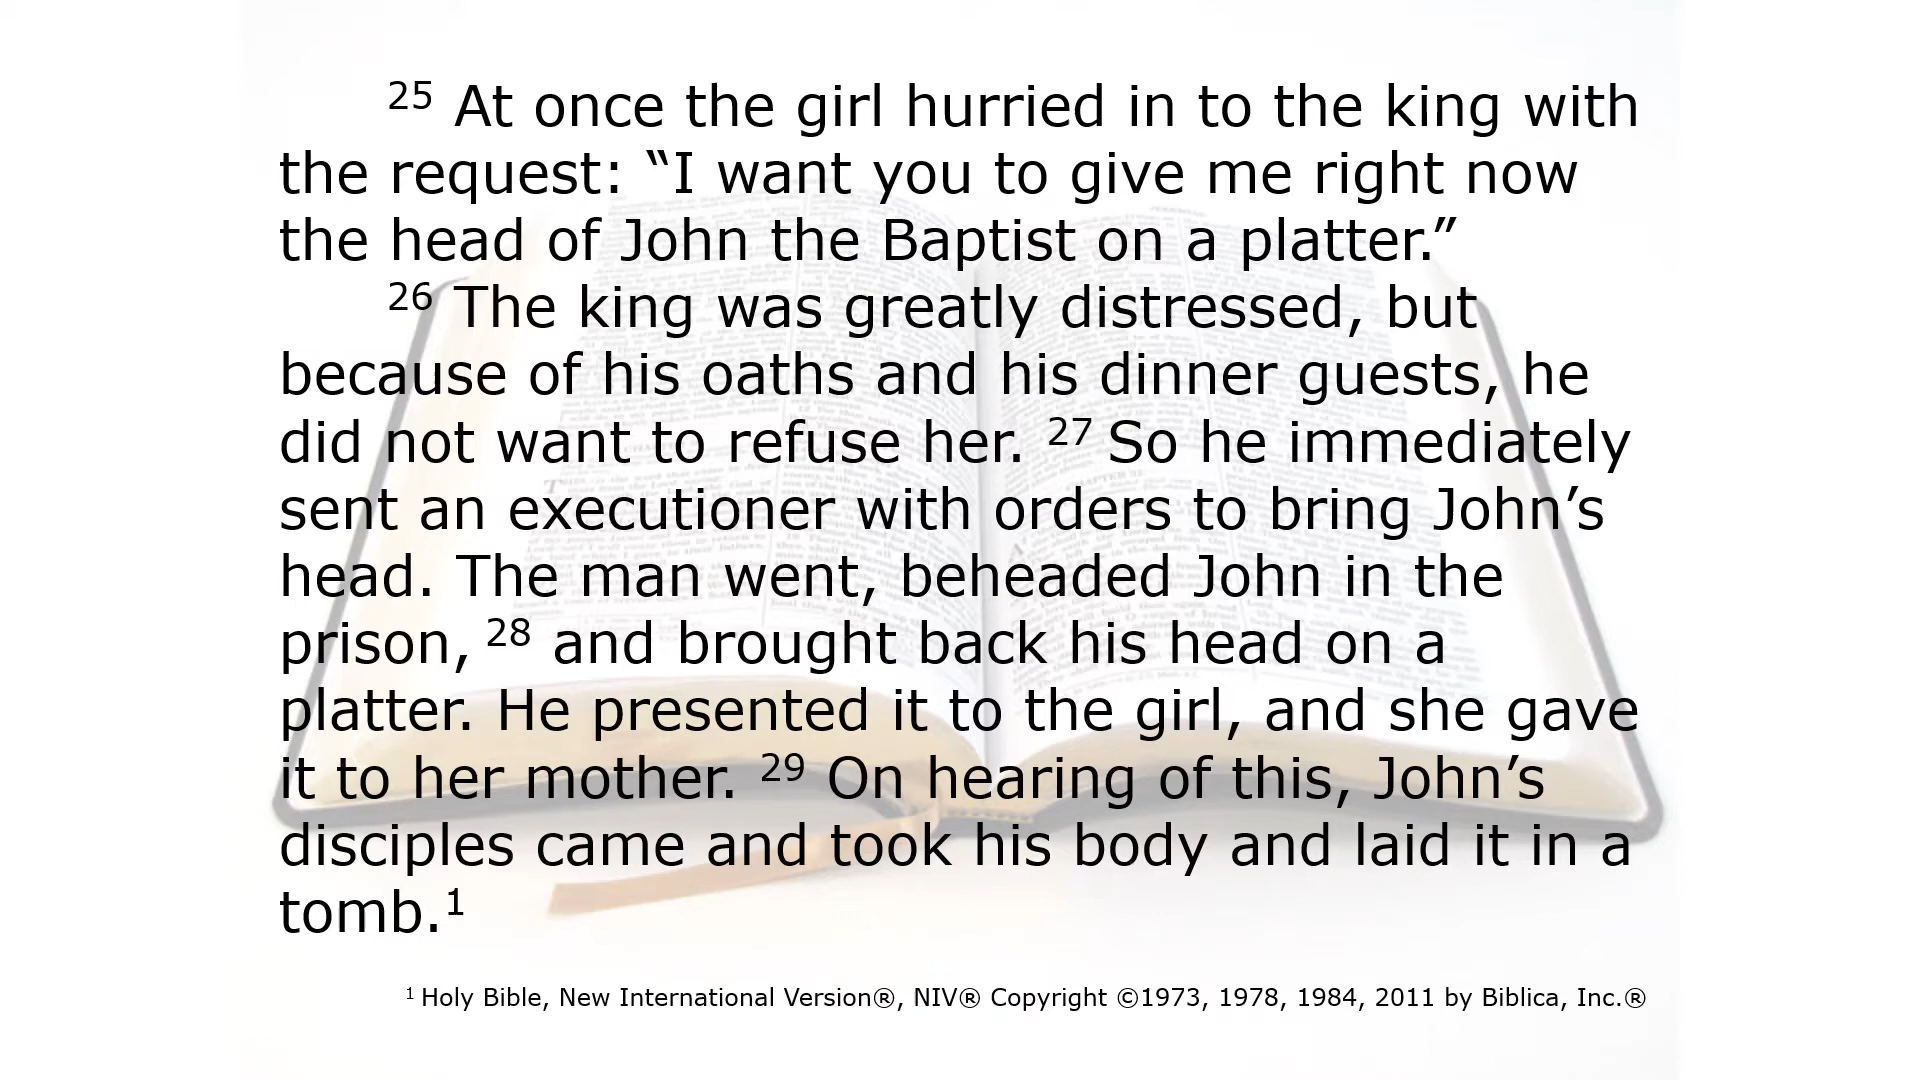 25 At once the girl hurried in to the king with
the request: “I want you to give me right now
the head of John the Baptist on a platter.”
26 The king was greatly distressed, but
because of his oaths and his dinner guests, he
did not want to refuse her. 27 So he immediately
sent an executioner with orders to bring John’s
head. The man went, beheaded John in the
prison, 28 and brought back his head on a
platter. He presented it to the girl, and she gave
it to her mother. 29 On hearing of this, John’s
disciples came and took his body and laid it in a
tomb.1
1 Holy Bible, New International Version®, NIV® Copyright ©1973, 1978, 1984, 2011 by Biblica, Inc.®